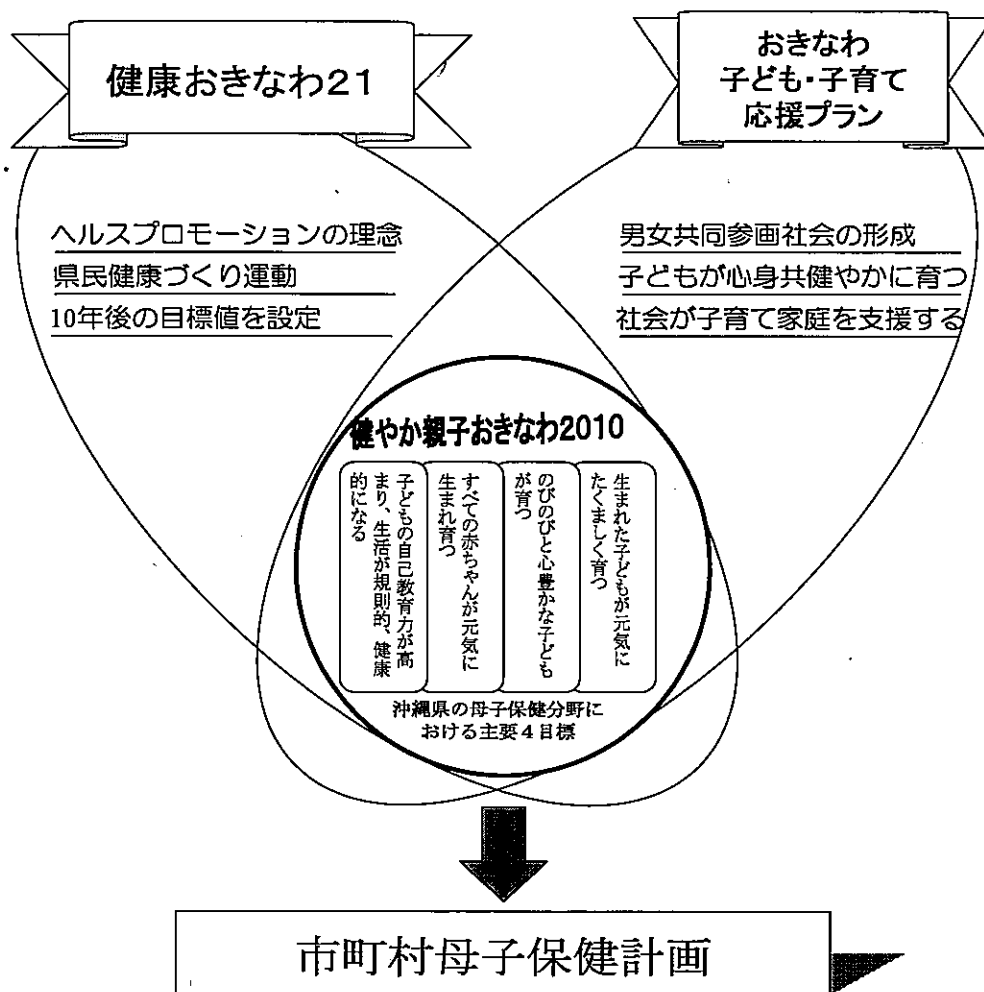 健康おきなわ21
おきなわ
子ども・子育て
応援プラン
ヘルスプロモーションの理念
県民健康づくり運動
10年後の目標値を設定
男女共同参画社会の形成
子どもが心身共健やかに育つ
社会が子育て家庭を支援する
健やか親子おきなわ2010
生まれた子どもが元気に
たくましく育つ
のびのびと心豊かな子ども
が育つ
すべての赤ちゃんが元気に
生まれ育つ
子どもの自己教育力が高
まり、生活が規則的、健康
的になる
沖縄県の母子保健分野に
おける主要4目標
市町村母子保健計画